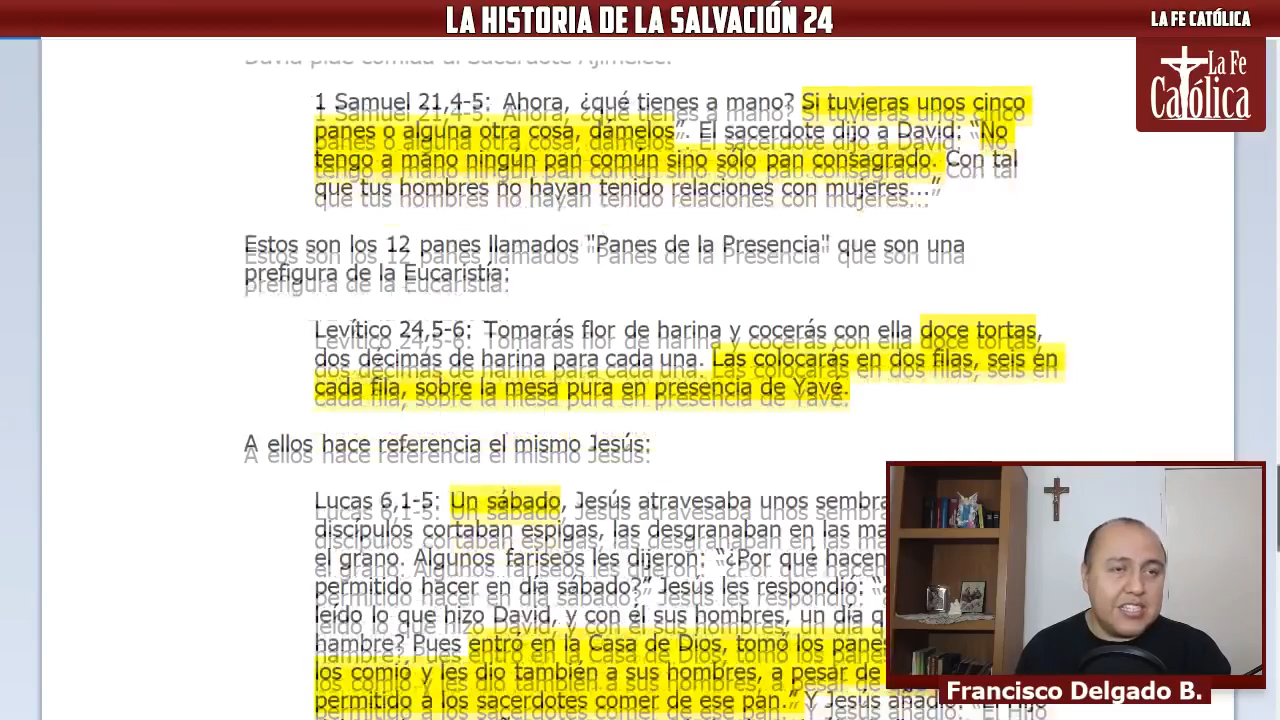 LA HISTORIA DE LA SALVACIÓN 24
LA FE CATÓLICA
La Fe
Católica
David pide comida al Sacerdote Ajimelec:
1 Samuel 21,4-5: Ahora, ¿qué tienes a mano? Si tuvieras unos cinco
panes o alguna otra cosa, dámelos”. El sacerdote dijo a David: “No
tengo a mano ningún pan común sino sólo pan consagrado. Con tal
que tus hombres no hayan tenido relaciones con mujeres...”
Estos son los 12 panes llamados "Panes de la Presencia" que son una
prefigura de la Eucaristía:
Levítico 24,5-6: Tomarás flor de harina y cocerás con ella doce tortas,
dos décimas de harina para cada una. Las colocarás en dos filas, seis en
cada fila, sobre la mesa pura en presencia de Yavé.
A ellos hace referencia el mismo Jesús:
Lucas 6,1-5: Un sábado, Jesús atravesaba unos
discípulos cortaban espigas, las desgranaban en las
el grano. Algunos fariseos les dijeron: “¿Por qué hacen
permitido hacer en día sábado?” Jesús les respondió:
leído lo que hizo David, y con él sus hombres, un día
hambre? Pues entró en la Casa de Dios, tomó los panes
los comió y les dio también a sus hombres, a pesar de
permitido a los sacerdotes comer de ese pan.” Y Jesús añadió: “El
Francisco Delgado B.